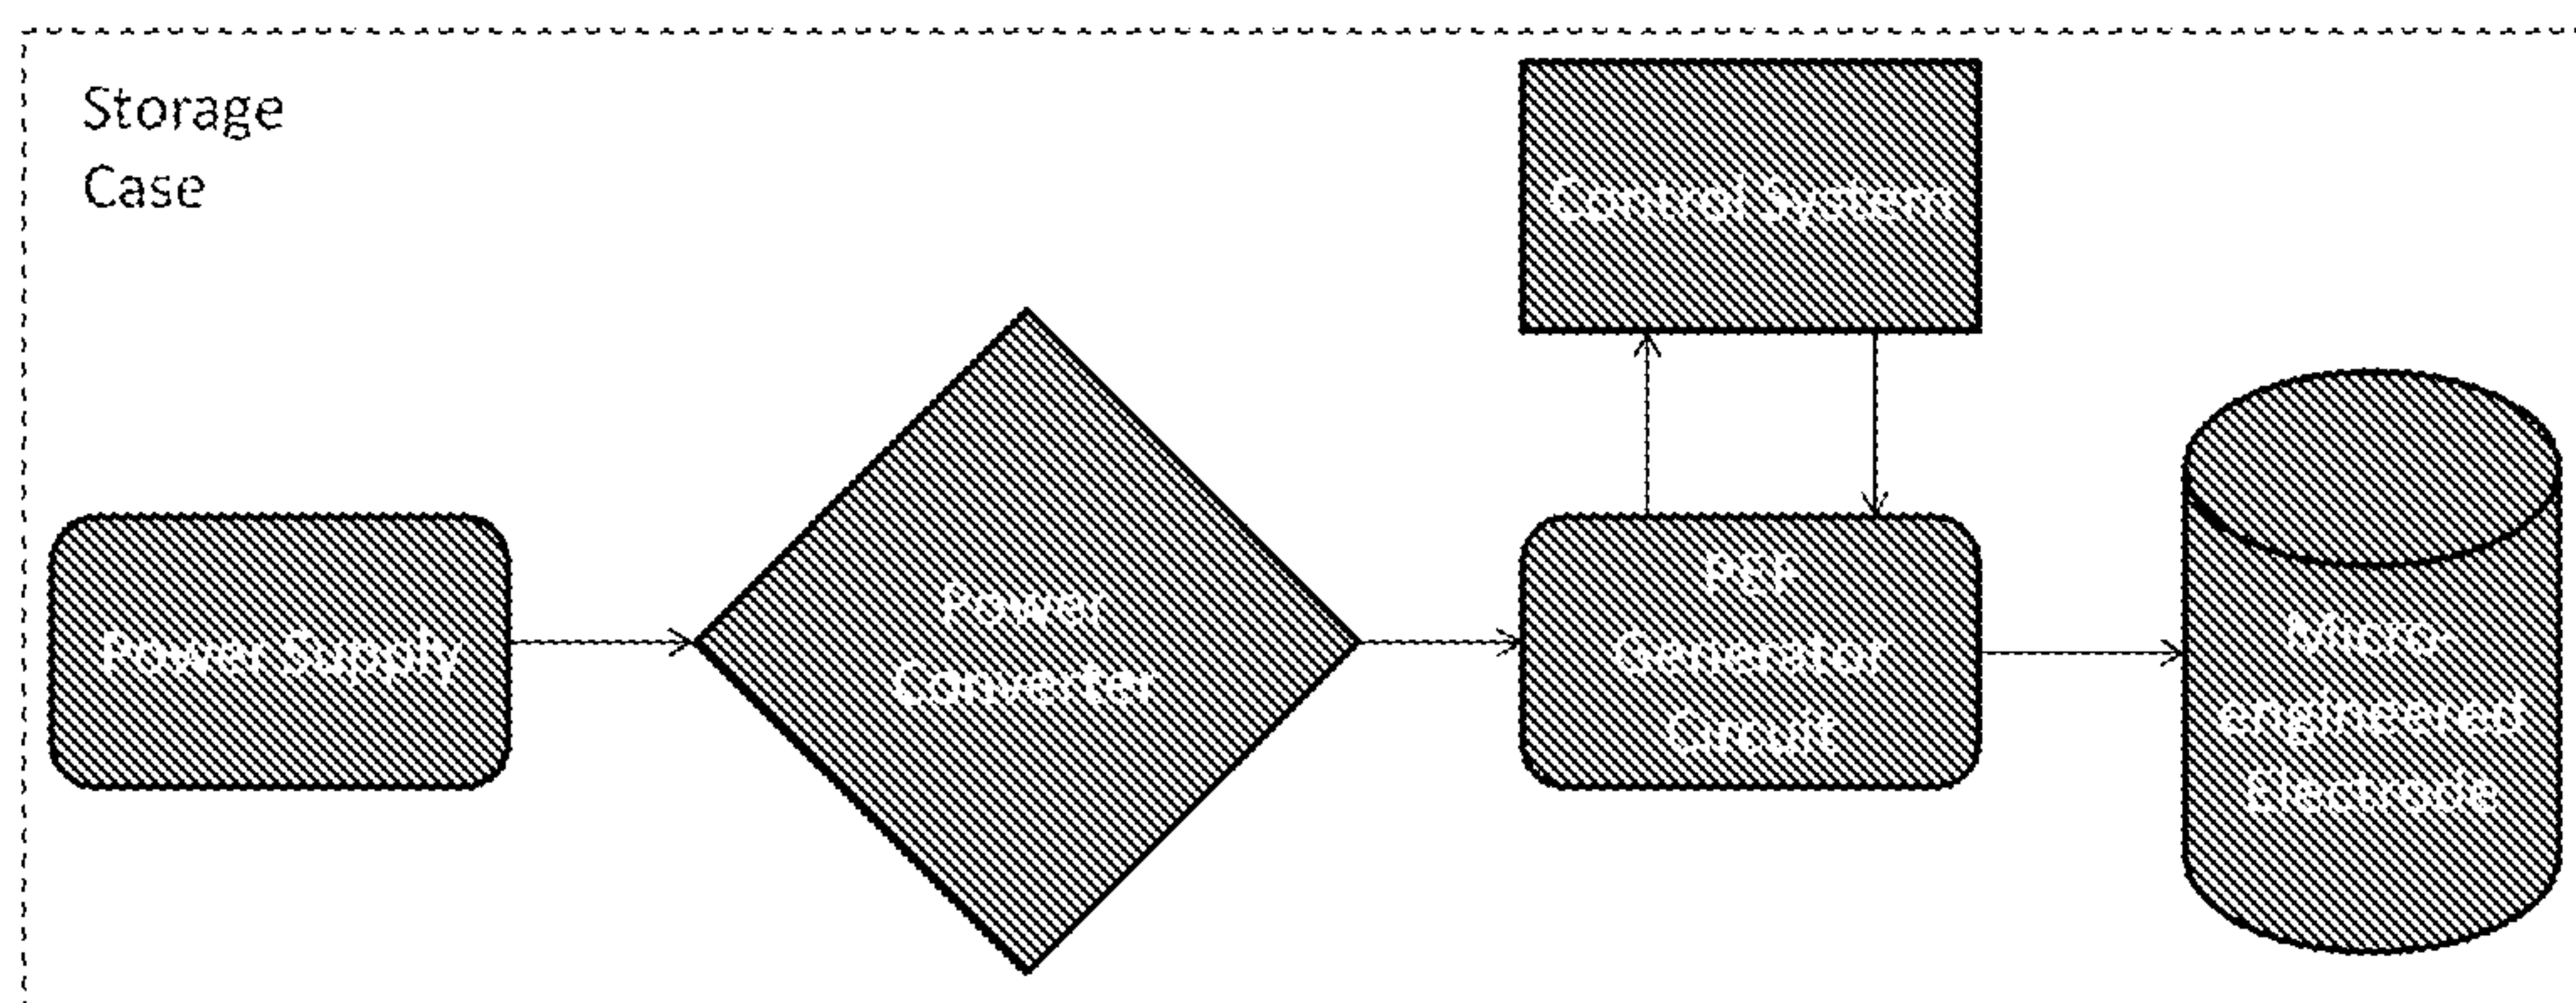 Storage
Case
Control System
Power Supply
Power
Converter
PEF
Generator
Circuit
Micro-
engineered
Electrode